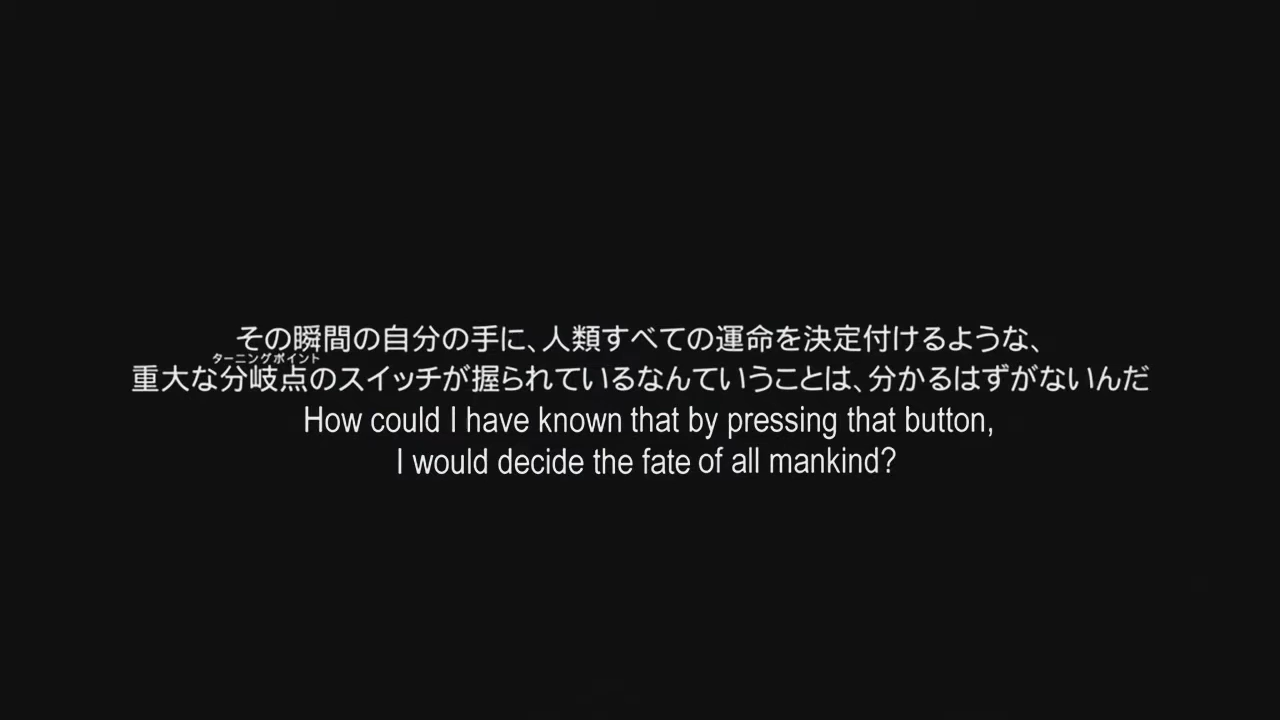 その瞬間の自分の手に、人類すべての運命を決定付けるような、
ターニングポイント
重大な分岐点のスイッチが握られているなんていうことは、分かるはずがないんだ
How could I have known that by pressing that button,
I would decide the fate of all mankind?